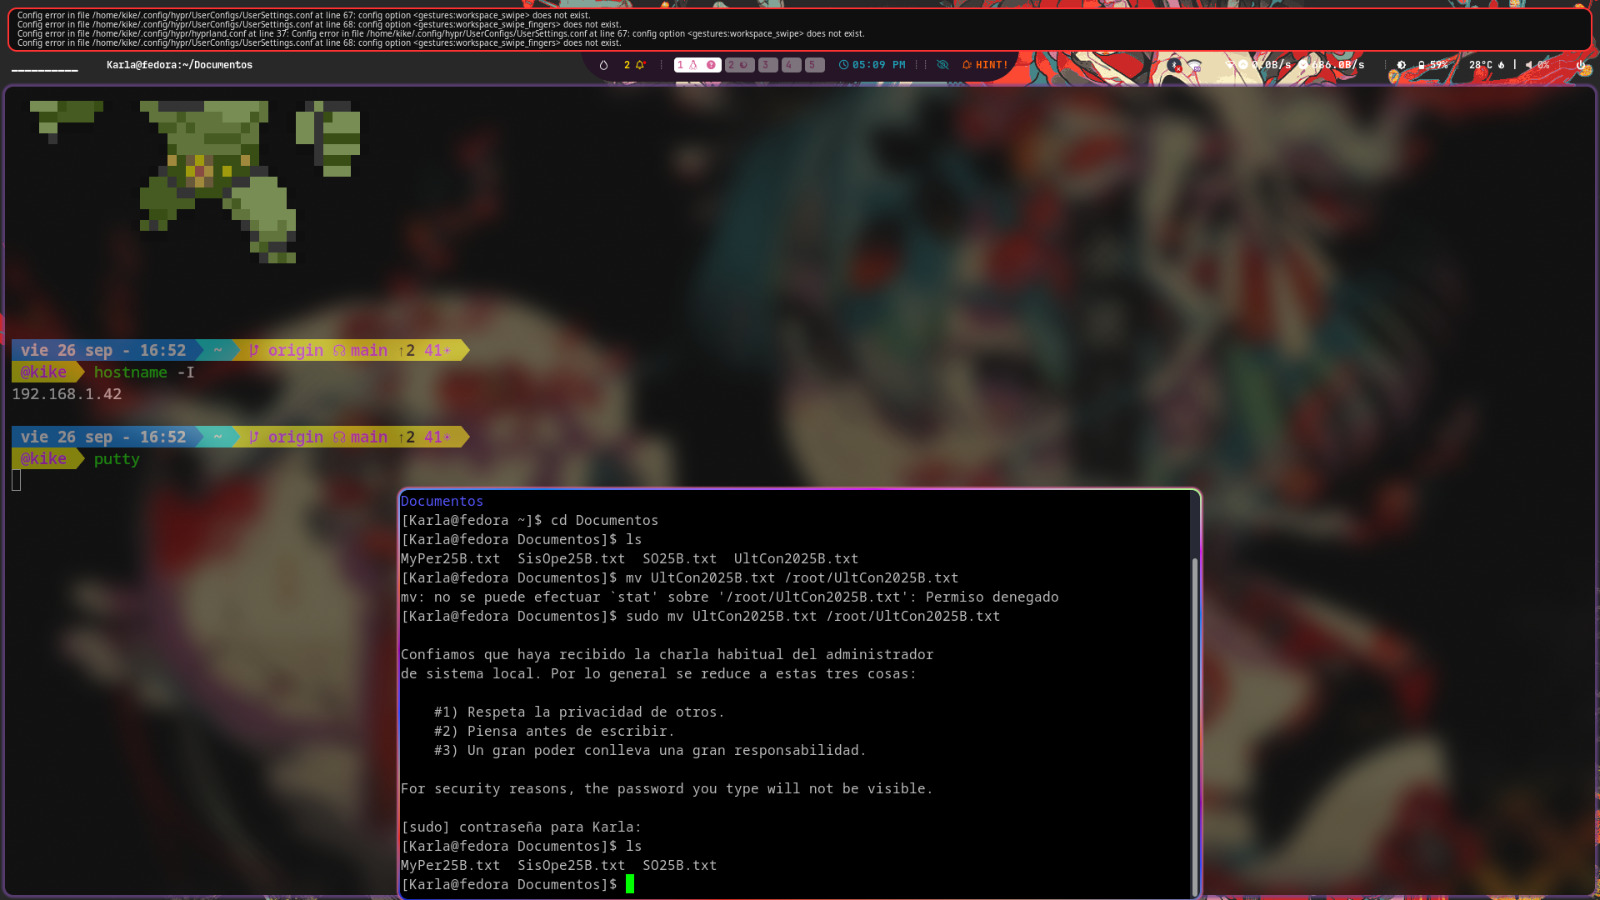 Config error in file /home/kike/.config/hypr/UserConfigs/UserSettings.conf at line 67: config option <gestures:workspace_swipe> does not exist.
Config error in file /home/kike/.config/hypr/UserConfigs/UserSettings.conf at line 68: config option <gestures:workspace_swipe_fingers> does not exist.
Config error in file /home/kike/.config/hypr/hyprland.conf at line 37: Config error in file /home/kike/.config/hypr/UserConfigs/UserSettings.conf at line 67: config option <gestures:workspace_swipe> does not exist.
Config error in file /home/kike/.config/hypr/UserConfigs/UserSettings.conf at line 68: config option <gestures:workspace_swipe_fingers> does not exist.
Karla@fedora:~/Documentos 2 1 2 3 4 5 05:09 PM HINT! 0.0B/s 59% 28°C 0%
vie 26 sep - 16:52 ~ origin main ↑2 41
@kike hostname -I
192.168.1.42
vie 26 sep - 16:52 ~ origin main ↑2 41
@kike putty
Documentos
[Karla@fedora ~]$ cd Documentos
[Karla@fedora Documentos]$ ls
MyPer25B.txt  SisOpe25B.txt  SO25B.txt  UltCon2025B.txt
[Karla@fedora Documentos]$ mv UltCon2025B.txt /root/UltCon2025B.txt
mv: no se puede efectuar `stat' sobre '/root/UltCon2025B.txt': Permiso denegado
[Karla@fedora Documentos]$ sudo mv UltCon2025B.txt /root/UltCon2025B.txt
Confiamos que haya recibido la charla habitual del administrador
de sistema local. Por lo general se reduce a estas tres cosas:
#1) Respeta la privacidad de otros.
#2) Piensa antes de escribir.
#3) Un gran poder conlleva una gran responsabilidad.
For security reasons, the password you type will not be visible.
[sudo] contraseña para Karla:
[Karla@fedora Documentos]$ ls
MyPer25B.txt  SisOpe25B.txt  SO25B.txt
[Karla@fedora Documentos]$